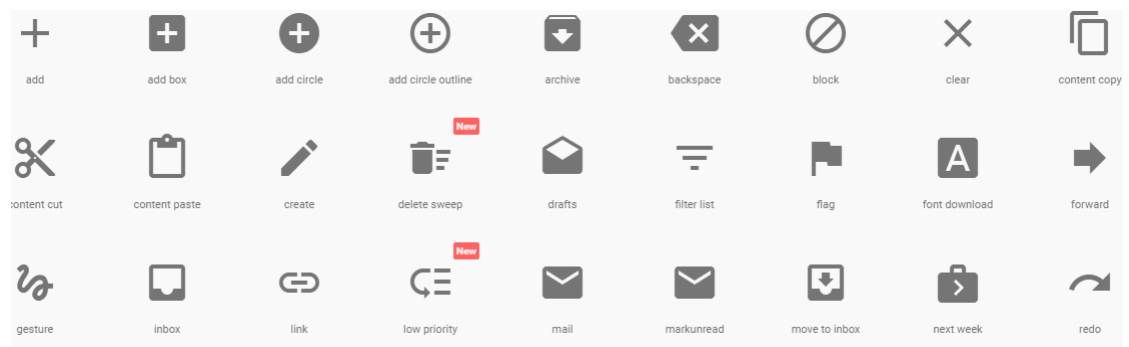 add add box add circle add circle outline archive backspace block clear content copy
New
content cut content paste create delete sweep drafts filter list flag font download forward
New
gesture inbox link low priority mail markunread move to inbox next week redo